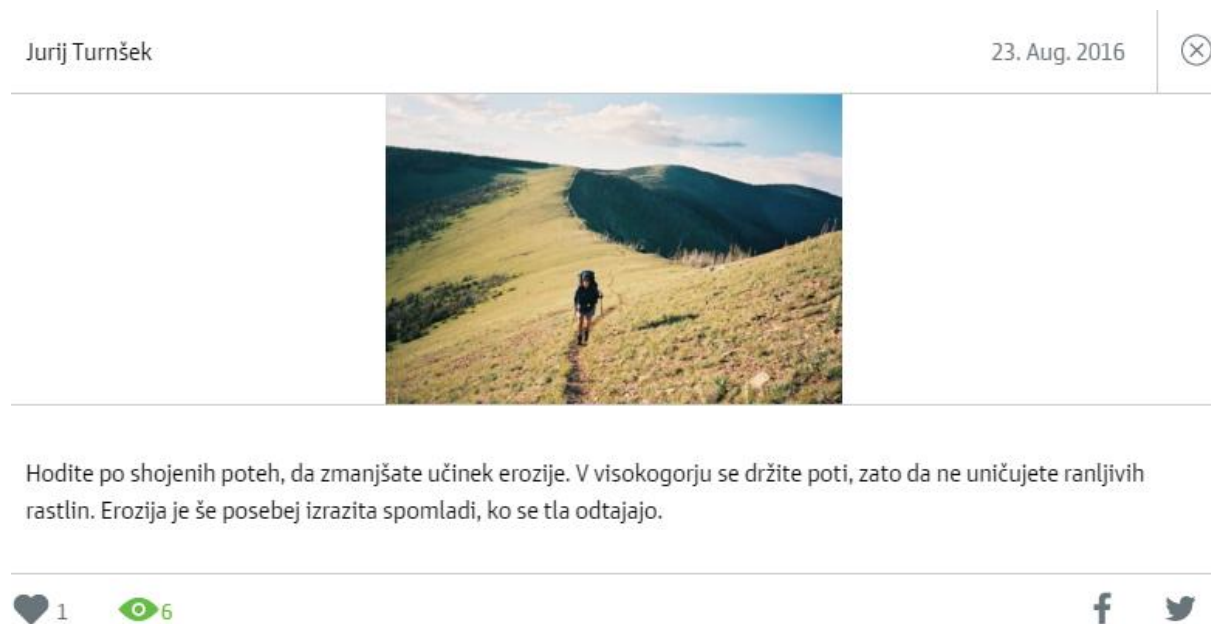 Jurij Turnšek
23. Aug. 2016
Hodite po shojenih poteh, da zmanjšate učinek erozije. V visokogorju se držite poti, zato da ne uničujete ranljivih
rastlin. Erozija je še posebej izrazita spomladi, ko se tla odtajajo.
1
6